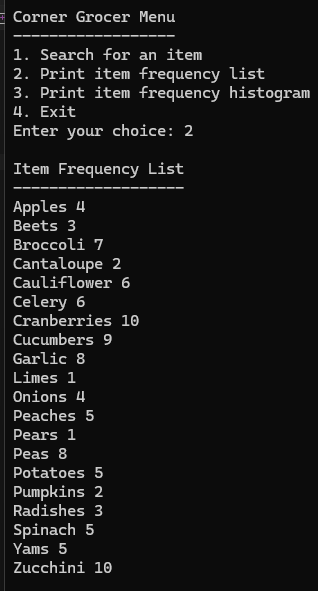 Corner Grocer Menu
------------------
1. Search for an item
2. Print item frequency list
3. Print item frequency histogram
4. Exit
Enter your choice: 2
Item Frequency List
-------------------
Apples 4
Beets 3
Broccoli 7
Cantaloupe 2
Cauliflower 6
Celery 6
Cranberries 10
Cucumbers 9
Garlic 8
Limes 1
Onions 4
Peaches 5
Pears 1
Peas 8
Potatoes 5
Pumpkins 2
Radishes 3
Spinach 5
Yams 5
Zucchini 10